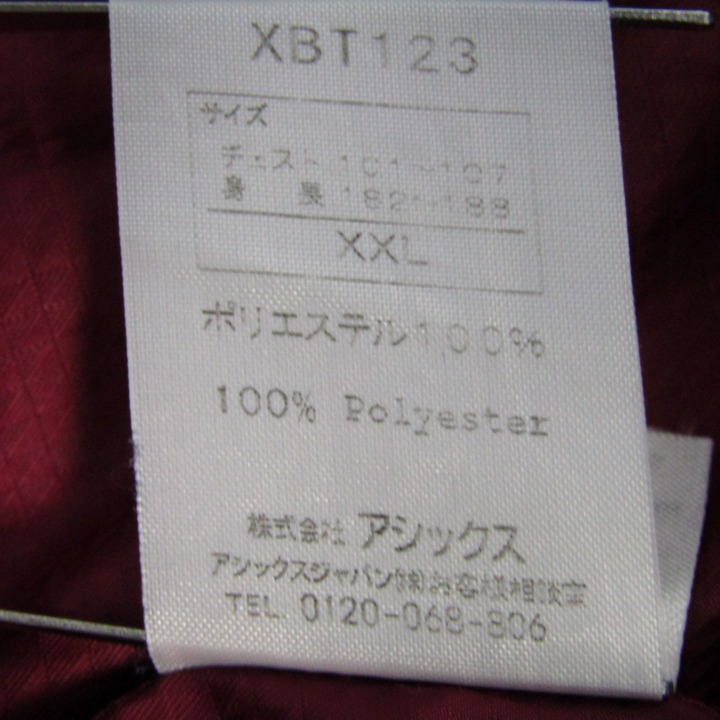 XBT123
サイズ
チェスト 101~107
身 長 182~188
XXL
ポリエステル100%
100% Polyester
株式会社 アシックス
アシックスジャパン(株)お客様相談室
TEL. 0120-068-806